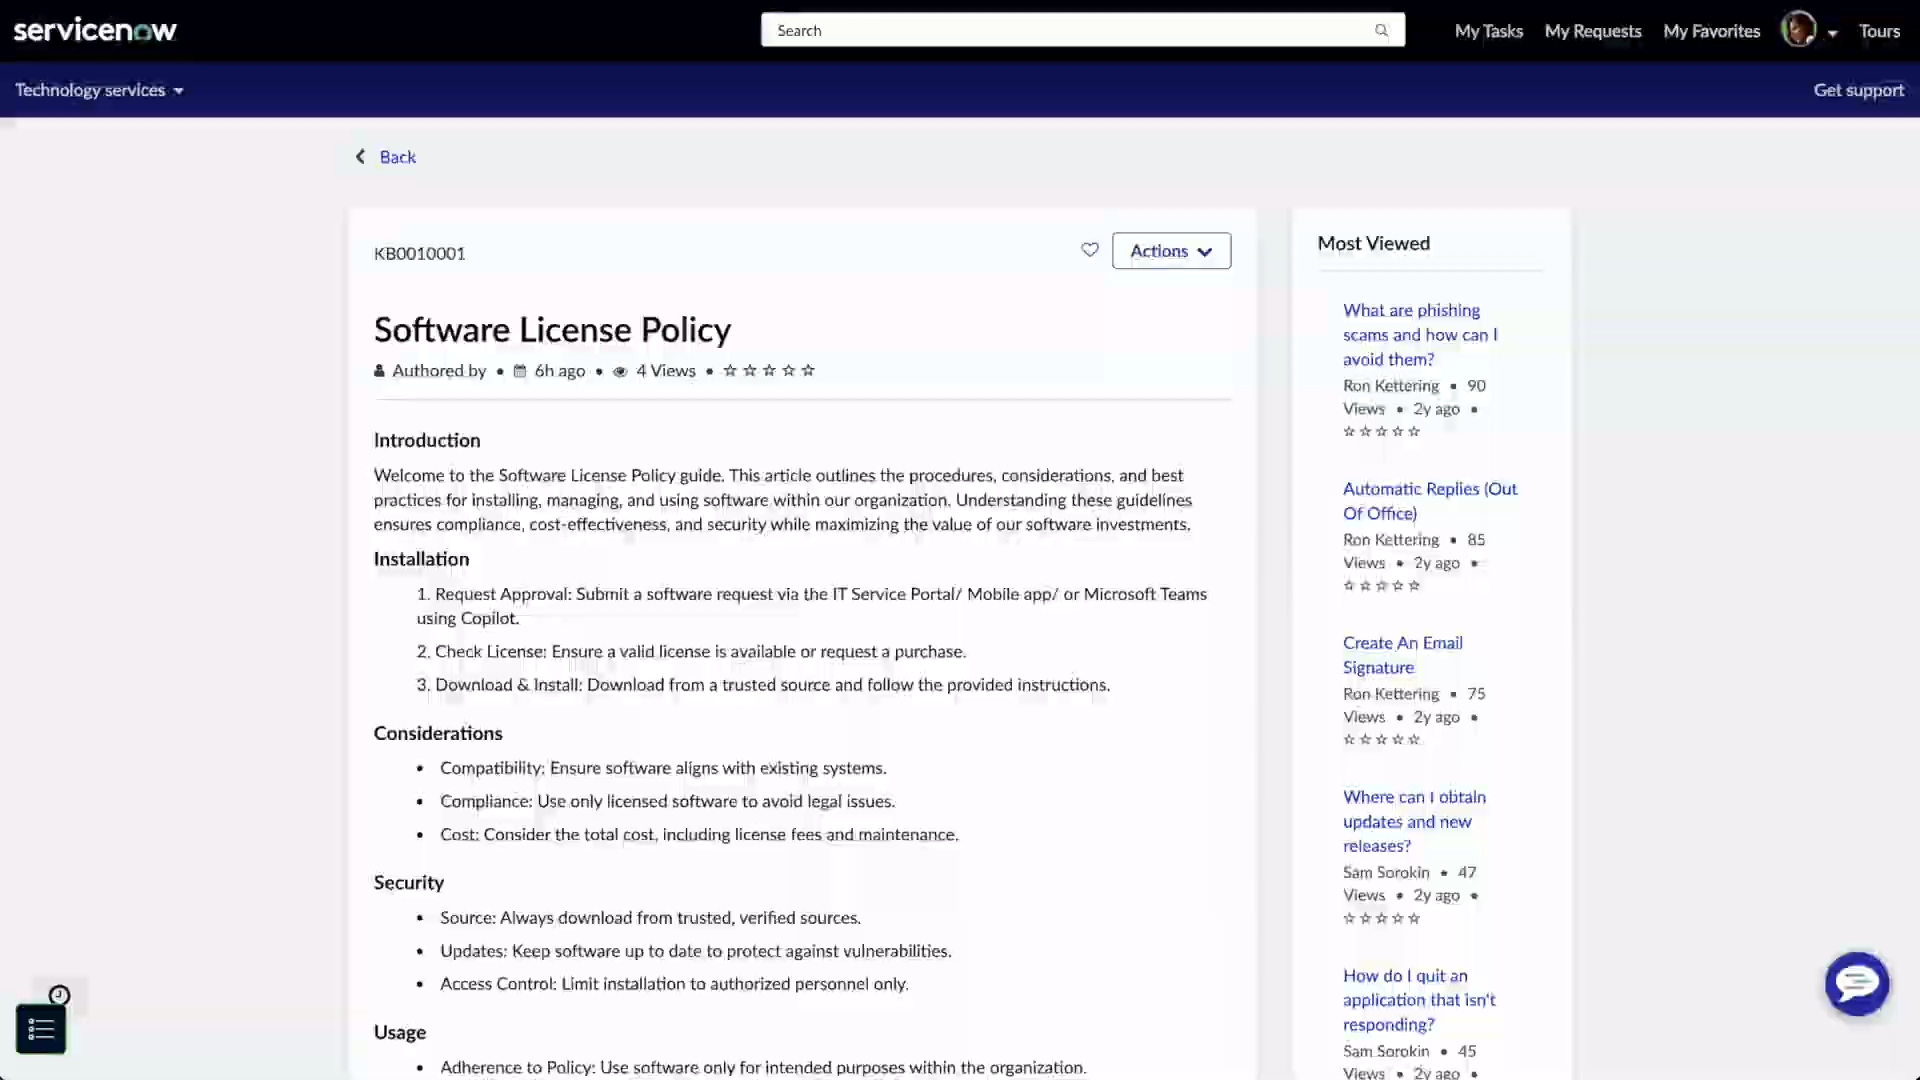 servicenow
Search
My Tasks
My Requests
My Favorites
Tours
Technology services
Get support
Back
KB0010001
Actions
Software License Policy
Authored by • 6h ago • 4 Views •
Introduction
Welcome to the Software License Policy guide. This article outlines the procedures, considerations, and best
practices for installing, managing, and using software within our organization. Understanding these guidelines
ensures compliance, cost-effectiveness, and security while maximizing the value of our software investments.
Installation
1. Request Approval: Submit a software request via the IT Service Portal/ Mobile app/ or Microsoft Teams
using Copilot.
2. Check License: Ensure a valid license is available or request a purchase.
3. Download & Install: Download from a trusted source and follow the provided instructions.
Considerations
• Compatibility: Ensure software aligns with existing systems.
• Compliance: Use only licensed software to avoid legal issues.
• Cost: Consider the total cost, including license fees and maintenance.
Security
• Source: Always download from trusted, verified sources.
• Updates: Keep software up to date to protect against vulnerabilities.
• Access Control: Limit installation to authorized personnel only.
Usage
• Adherence to Policy: Use software only for intended purposes within the organization.
Most Viewed
What are phishing
scams and how can I
avoid them?
Ron Kettering • 90
Views • 2y ago •
Automatic Replies (Out
Of Office)
Ron Kettering • 85
Views • 2y ago •
Create An Email
Signature
Ron Kettering • 75
Views • 2y ago •
Where can I obtain
updates and new
releases?
Sam Sorokin • 47
Views • 2y ago •
How do I quit an
application that isn't
responding?
Sam Sorokin • 45
Views • 2y ago •